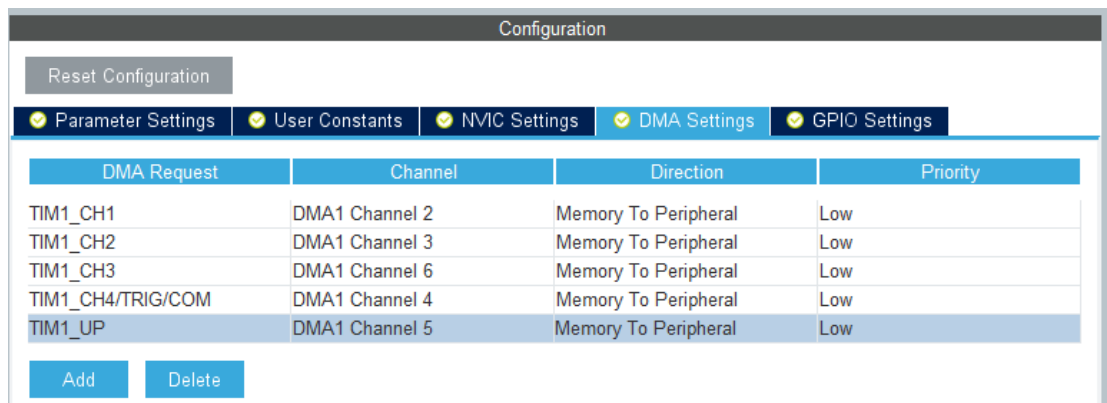 Configuration
Reset Configuration
Parameter Settings User Constants NVIC Settings DMA Settings GPIO Settings
DMA Request Channel Direction Priority
TIM1_CH1 DMA1 Channel 2 Memory To Peripheral Low
TIM1_CH2 DMA1 Channel 3 Memory To Peripheral Low
TIM1_CH3 DMA1 Channel 6 Memory To Peripheral Low
TIM1_CH4/TRIG/COM DMA1 Channel 4 Memory To Peripheral Low
TIM1_UP DMA1 Channel 5 Memory To Peripheral Low
Add Delete